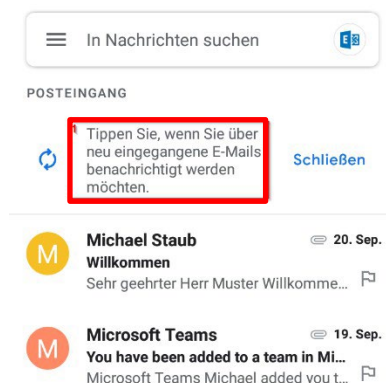 In Nachrichten suchen
POSTEINGANG
Tippen Sie, wenn Sie über
neu eingegangene E-Mails
benachrichtigt werden
möchten.
Schließen
M
Michael Staub 20. Sep.
Willkommen
Sehr geehrter Herr Muster Willkomme...
M
Microsoft Teams 19. Sep.
You have been added to a team in Mi...
Microsoft Teams Michael added you t...